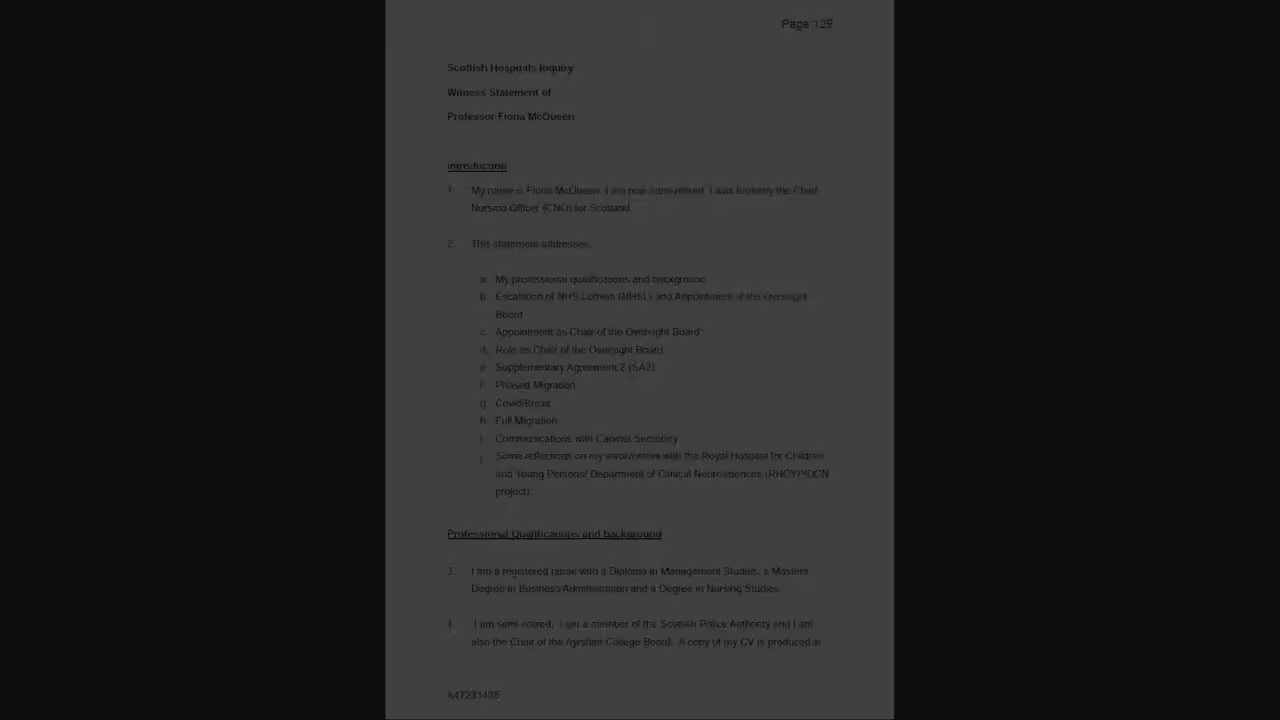 Page 129
Scottish Hospitals Inquiry
Witness Statement of
Professor Fiona McQueen
Introduction
1. My name is Fiona McQueen. I am now semi-retired. I was formerly the Chief
Nursing Officer (CNO) for Scotland.
2. This statement addresses:
a. My professional qualifications and background
b. Escalation of NHS Lothian (NHSL) and Appointment of the Oversight
Board
c. Appointment as Chair of the Oversight Board
d. Role as Chair of the Oversight Board
e. Supplementary Agreement 2 (SA2)
f. Phased Migration
g. Covid/Brexit
h. Full Migration
i. Communications with Cabinet Secretary
j. Some reflections on my involvement with the Royal Hospital for Children
and Young Persons/ Department of Clinical Neurosciences (RHCYP/DCN
project).
Professional Qualifications and background
3. I am a registered nurse with a Diploma in Management Studies, a Masters
Degree in Business Administration and a Degree in Nursing Studies.
4. I am semi-retired. I am a member of the Scottish Police Authority and I am
also the Chair of the Ayrshire College Board. A copy of my CV is produced at